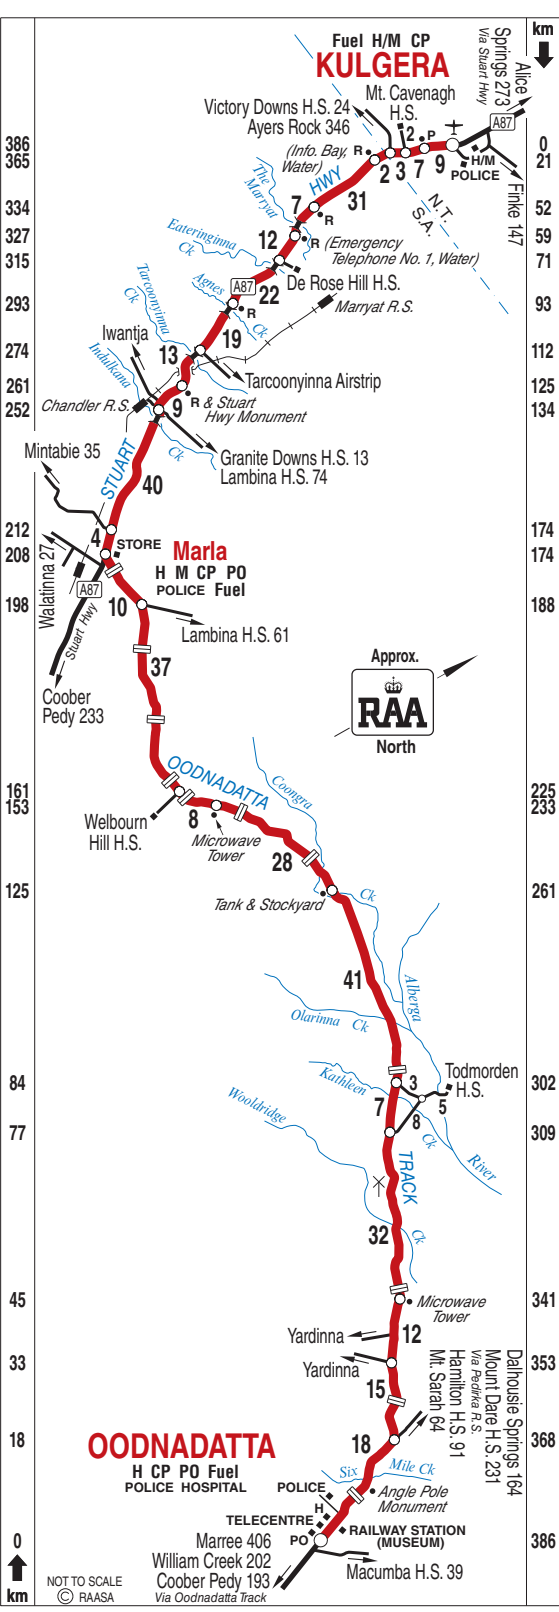 km
Fuel H/M CP
KULGERA
Alice
Springs 273
Via Stuart Hwy
Mt. Cavenagh
H.S.
Victory Downs H.S. 24
Ayers Rock 346
A87
386
365
(Info. Bay,
Water)
R
2
3
2
7
P
9
H/M
POLICE
0
21
Finke 147
The
Marryat
HWY
31
N.T.
S.A.
334
7
R
52
327
R
(Emergency
Telephone No. 1, Water)
59
Eateringinna
Ck
12
315
De Rose Hill H.S.
71
Tarcoonyinna
Ck
Agnes
Ck
A87
22
293
R
Marryat R.S.
93
19
Iwantja
274
13
112
Tarcoonyinna Airstrip
261
Indulkana
Ck
R & Stuart
Hwy Monument
125
252
Chandler R.S.
9
134
Mintabie 35
STUART
40
Granite Downs H.S. 13
Lambina H.S. 74
212
4
STORE
174
208
Marla
H M CP PO
POLICE Fuel
174
Walatinna 27
A87
Stuart Hwy
198
10
188
Lambina H.S. 61
Coober
Pedy 233
37
Approx.
RAA
North
161
153
OODNADATTA
Coongra
Ck
225
233
Welbourn
Hill H.S.
8
Microwave
Tower
28
125
Tank & Stockyard
261
41
Alberga
Olarinna Ck
84
Kathleen
Ck
3
Todmorden
H.S.
302
7
8
5
77
309
Wooldridge
Ck
River
TRACK
32
45
Microwave
Tower
341
Yardinna
12
33
Yardinna
353
15
Dalhousie Springs 164
Mount Dare H.S. 231
Via Pedirka R.S.
Hamilton H.S. 91
Mt. Sarah 64
18
18
368
OODNADATTA
H CP PO Fuel
POLICE HOSPITAL
Six Mile Ck
POLICE
H
TELECENTRE
PO
Angle Pole
Monument
RAILWAY STATION
(MUSEUM)
0
386
Marree 406
William Creek 202
Coober Pedy 193
Via Oodnadatta Track
Macumba H.S. 39
km
NOT TO SCALE
© RAASA